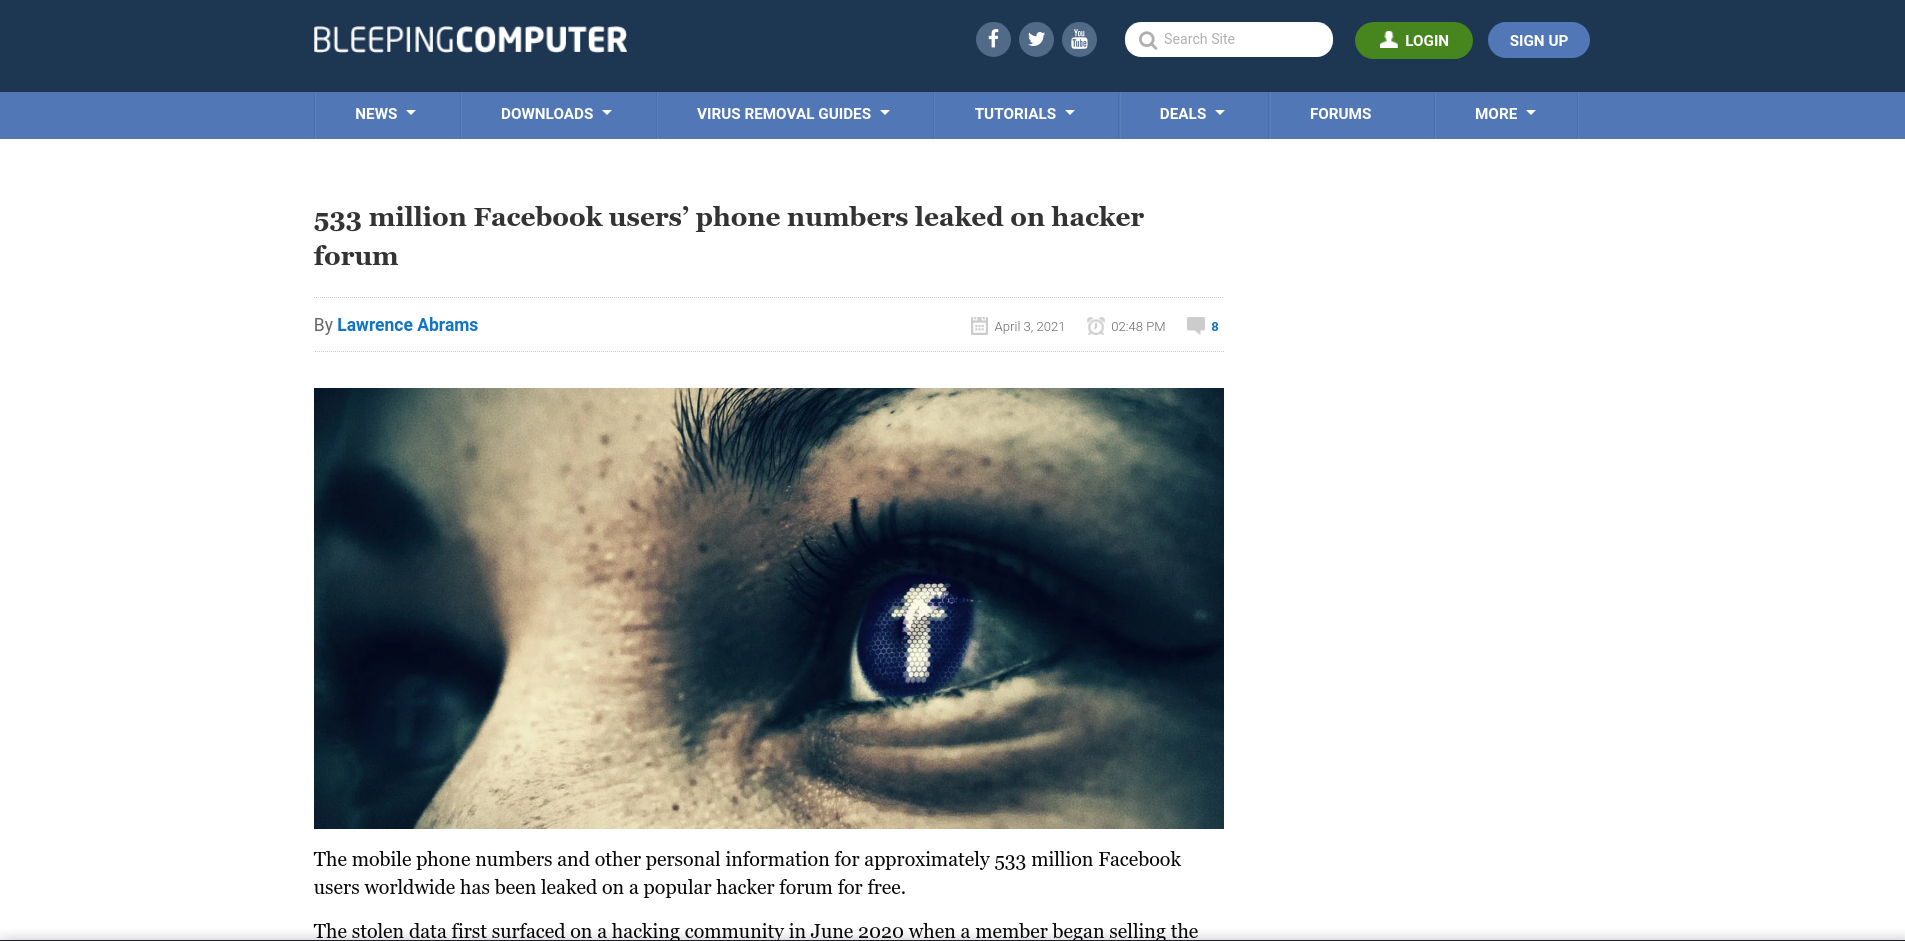 BLEEPINGCOMPUTER
f
You
Tube
Search Site
LOGIN
SIGN UP
NEWS
DOWNLOADS
VIRUS REMOVAL GUIDES
TUTORIALS
DEALS
FORUMS
MORE
533 million Facebook users’ phone numbers leaked on hacker
forum
By Lawrence Abrams
April 3, 2021
02:48 PM
8
f
The mobile phone numbers and other personal information for approximately 533 million Facebook
users worldwide has been leaked on a popular hacker forum for free.
The stolen data first surfaced on a hacking community in June 2020 when a member began selling the